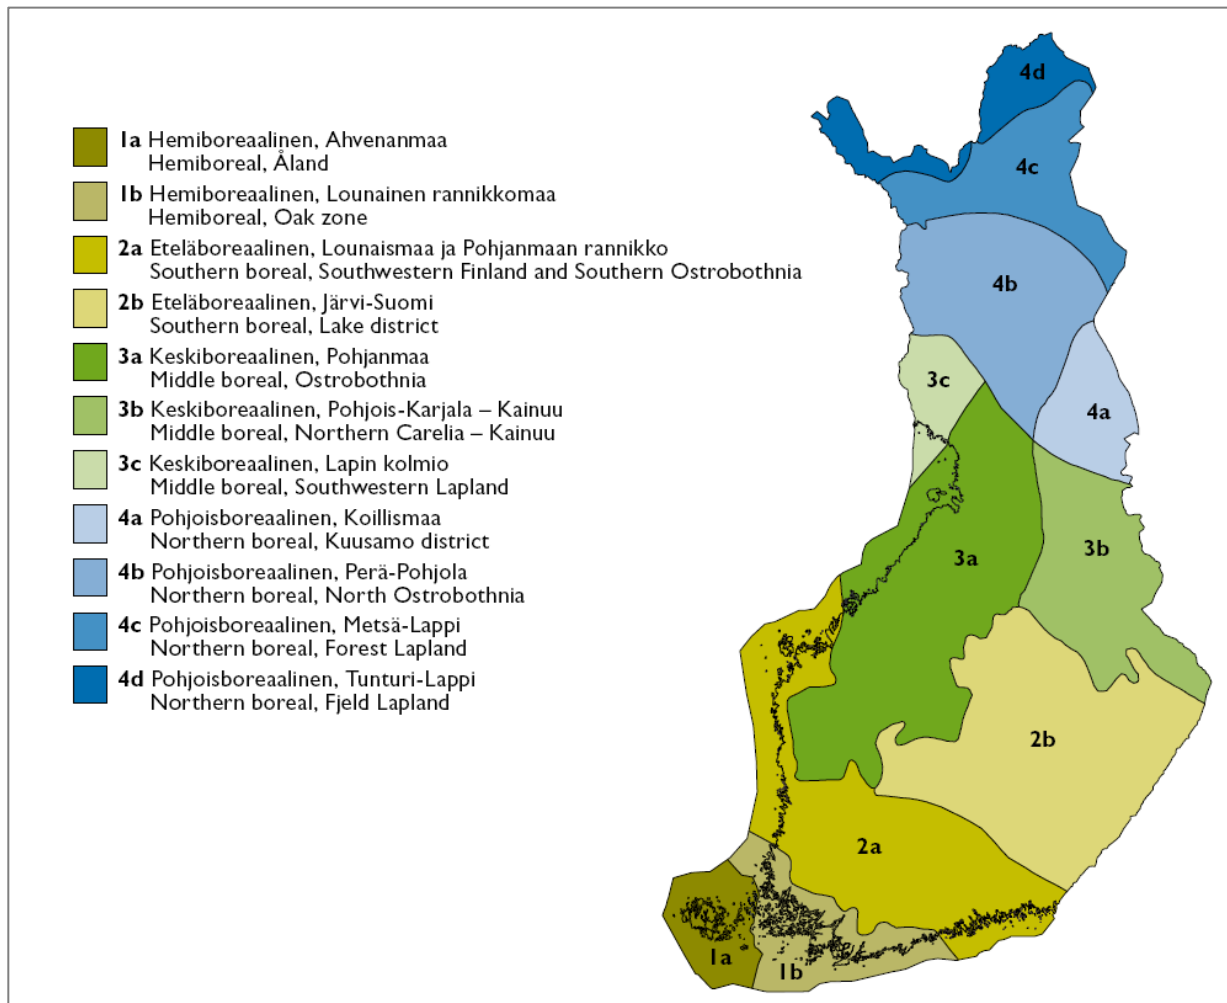 1a Hemiboreaalinen, Ahvenanmaa
Hemiboreal, Åland
1b Hemiboreaalinen, Lounainen rannikkomaa
Hemiboreal, Oak zone
2a Eteläboreaalinen, Lounaismaa ja Pohjanmaan rannikko
Southern boreal, Southwestern Finland and Southern Ostrobothnia
2b Eteläboreaalinen, Järvi-Suomi
Southern boreal, Lake district
3a Keskiboreaalinen, Pohjanmaa
Middle boreal, Ostrobothnia
3b Keskiboreaalinen, Pohjois-Karjala – Kainuu
Middle boreal, Northern Carelia – Kainuu
3c Keskiboreaalinen, Lapin kolmio
Middle boreal, Southwestern Lapland
4a Pohjoisboreaalinen, Koillismaa
Northern boreal, Kuusamo district
4b Pohjoisboreaalinen, Perä-Pohjola
Northern boreal, North Ostrobothnia
4c Pohjoisboreaalinen, Metsä-Lappi
Northern boreal, Forest Lapland
4d Pohjoisboreaalinen, Tunturi-Lappi
Northern boreal, Fjeld Lapland
4d
4c
4b
3c
4a
3b
3a
2b
2a
1a
1b